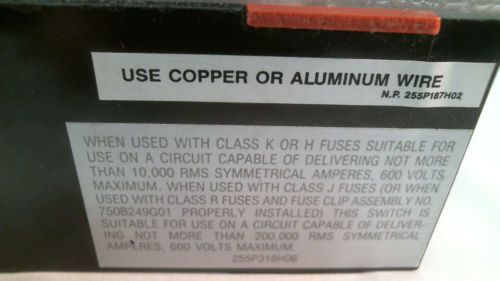 USE COPPER OR ALUMINUM WIRE
N.P. 255P187H02
WHEN USED WITH CLASS K OR H FUSES SUITABLE FOR
USE ON A CIRCUIT CAPABLE OF DELIVERING NOT MORE
THAN 10,000 RMS SYMMETRICAL AMPERES, 600 VOLTS
MAXIMUM. WHEN USED WITH CLASS J FUSES (OR WHEN
USED WITH CLASS R FUSES AND FUSE CLIP ASSEMBLY NO.
750B249G01 PROPERLY INSTALLED) THIS SWITCH IS
SUITABLE FOR USE ON A CIRCUIT CAPABLE OF DELIVER-
ING NOT MORE THAN 200,000 RMS SYMMETRICAL
AMPERES, 600 VOLTS MAXIMUM.
255P318H06